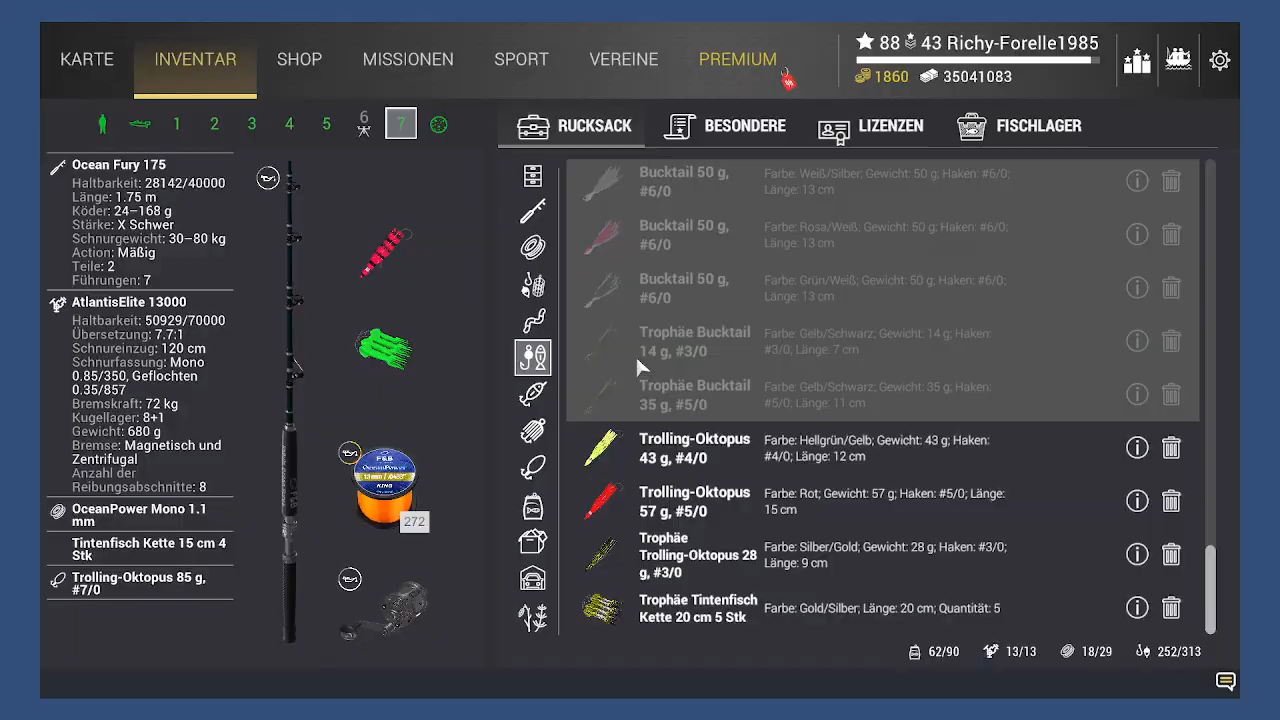 KARTE INVENTAR SHOP MISSIONEN SPORT VEREINE PREMIUM
88 43 Richy-Forelle1985
1860 35041083
1 2 3 4 5 6 7
RUCKSACK BESONDERE LIZENZEN FISCHLAGER
Ocean Fury 175
Haltbarkeit: 28142/40000
Länge: 1.75 m
Köder: 24–168 g
Stärke: X Schwer
Schnurgewicht: 30–80 kg
Action: Mäßig
Teile: 2
Führungen: 7
AtlantisElite 13000
Haltbarkeit: 50929/70000
Übersetzung: 7.7:1
Schnureinzug: 120 cm
Schnurfassung: Mono
0.85/350, Geflochten
0.35/857
Bremskraft: 72 kg
Kugellager: 8+1
Gewicht: 680 g
Bremse: Magnetisch und
Zentrifugal
Anzahl der
Reibungsabschnitte: 8
OceanPower Mono 1.1
mm
Tintenfisch Kette 15 cm 4
Stk
Trolling-Oktopus 85 g,
#7/0
KING
272
Bucktail 50 g,
#6/0
Farbe: Weiß/Silber; Gewicht: 50 g; Haken: #6/0;
Länge: 13 cm
Bucktail 50 g,
#6/0
Farbe: Rosa/Weiß; Gewicht: 50 g; Haken: #6/0;
Länge: 13 cm
Bucktail 50 g,
#6/0
Farbe: Grün/Weiß; Gewicht: 50 g; Haken: #6/0;
Länge: 13 cm
Trophäe Bucktail
14 g, #3/0
Farbe: Gelb/Schwarz; Gewicht: 14 g; Haken:
#3/0; Länge: 7 cm
Trophäe Bucktail
35 g, #5/0
Farbe: Gelb/Schwarz; Gewicht: 35 g; Haken:
#5/0; Länge: 11 cm
Trolling-Oktopus
43 g, #4/0
Farbe: Hellgrün/Gelb; Gewicht: 43 g; Haken:
#4/0; Länge: 12 cm
Trolling-Oktopus
57 g, #5/0
Farbe: Rot; Gewicht: 57 g; Haken: #5/0; Länge:
15 cm
Trophäe
Trolling-Oktopus 28
g, #3/0
Farbe: Silber/Gold; Gewicht: 28 g; Haken: #3/0;
Länge: 9 cm
Trophäe Tintenfisch
Kette 20 cm 5 Stk
Farbe: Gold/Silber; Länge: 20 cm; Quantität: 5
62/90 13/13 18/29 252/313